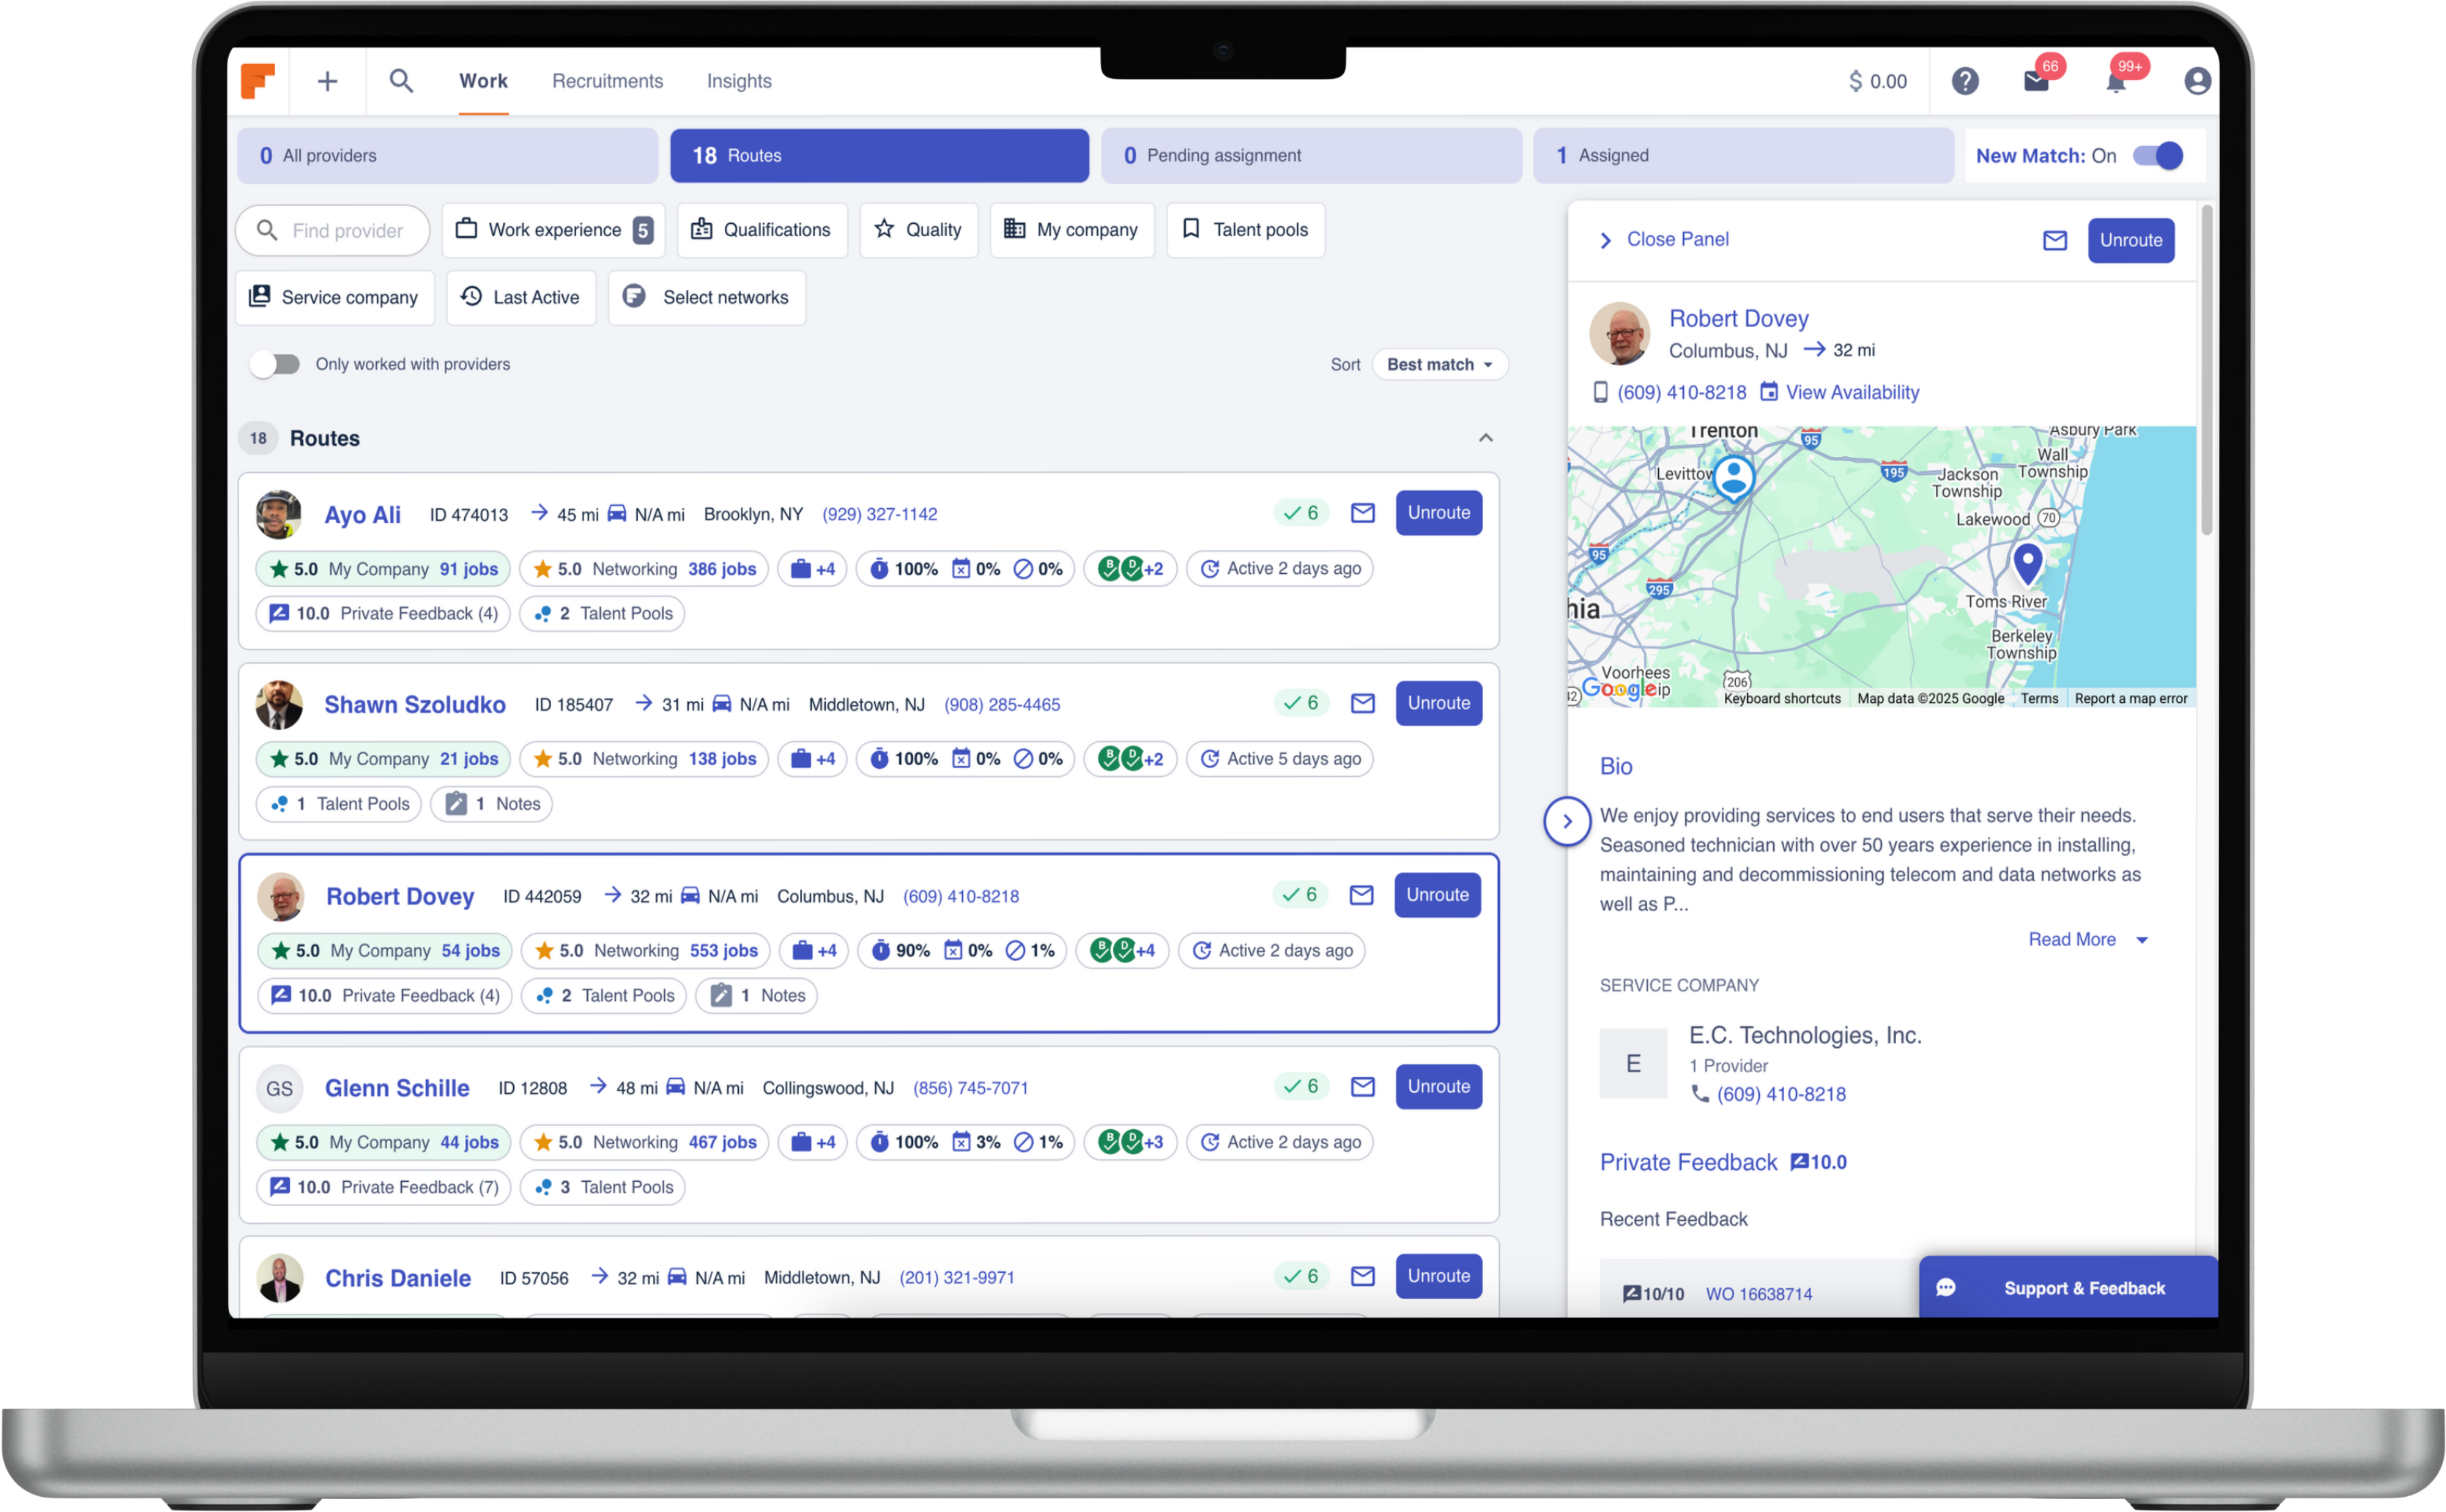 Work Recruitments Insights $ 0.00 66 99+
0 All providers 18 Routes 0 Pending assignment 1 Assigned New Match: On
Find provider Work experience 5 Qualifications Quality My company Talent pools
Service company Last Active Select networks
Only worked with providers Sort Best match
18 Routes
Ayo Ali ID 474013 45 mi N/A mi Brooklyn, NY (929) 327-1142 6 Unroute
5.0 My Company 91 jobs 5.0 Networking 386 jobs +4 100% 0% 0% B D +2 Active 2 days ago
10.0 Private Feedback (4) 2 Talent Pools
Shawn Szoludko ID 185407 31 mi N/A mi Middletown, NJ (908) 285-4465 6 Unroute
5.0 My Company 21 jobs 5.0 Networking 138 jobs +4 100% 0% 0% B D +2 Active 5 days ago
1 Talent Pools 1 Notes
Robert Dovey ID 442059 32 mi N/A mi Columbus, NJ (609) 410-8218 6 Unroute
5.0 My Company 54 jobs 5.0 Networking 553 jobs +4 90% 0% 1% B D +4 Active 2 days ago
10.0 Private Feedback (4) 2 Talent Pools 1 Notes
GS Glenn Schille ID 12808 48 mi N/A mi Collingswood, NJ (856) 745-7071 6 Unroute
5.0 My Company 44 jobs 5.0 Networking 467 jobs +4 100% 3% 1% B D +3 Active 2 days ago
10.0 Private Feedback (7) 3 Talent Pools
Chris Daniele ID 57056 32 mi N/A mi Middletown, NJ (201) 321-9971 6 Unroute
Close Panel Unroute
Robert Dovey
Columbus, NJ 32 mi
(609) 410-8218 View Availability
Trenton 95 Asbury Park
Wall
Levittow 195 Jackson Township
Township
Lakewood 70
95
295
hia Toms River
Berkeley
Township
Voorhees
206
Google Keyboard shortcuts Map data ©2025 Google Terms Report a map error
Bio
We enjoy providing services to end users that serve their needs.
Seasoned technician with over 50 years experience in installing,
maintaining and decommissioning telecom and data networks as
well as P...
Read More
SERVICE COMPANY
E E.C. Technologies, Inc.
1 Provider
(609) 410-8218
Private Feedback 10.0
Recent Feedback
10/10 WO 16638714
Support & Feedback